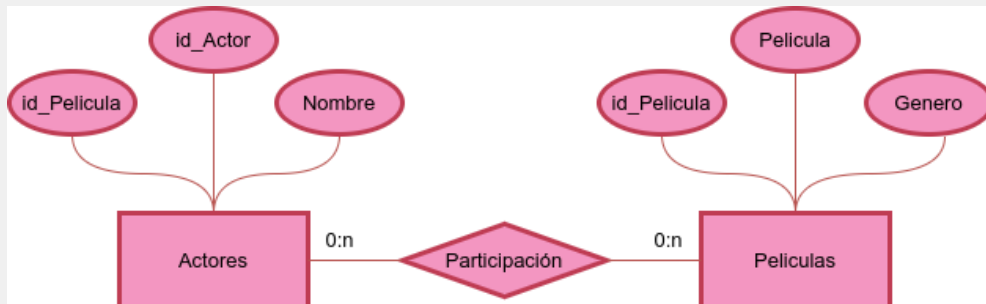 id_Actor
Pelicula
id_Pelicula
Nombre
id_Pelicula
Genero
0:n
0:n
Actores
Participación
Peliculas